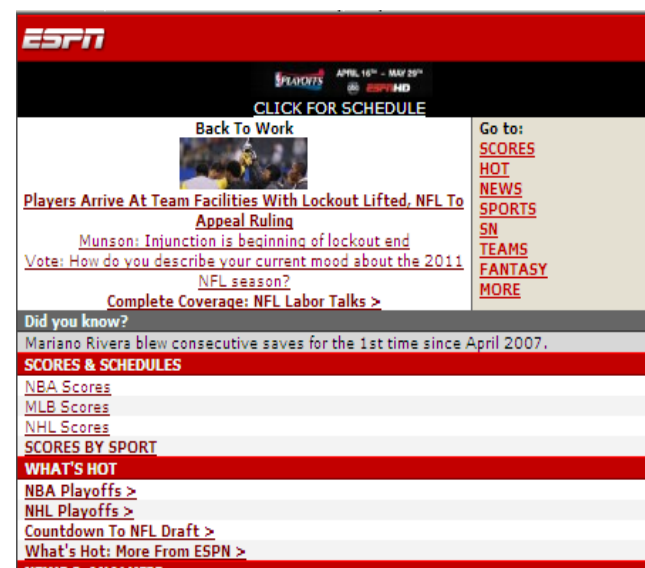 ESPN
PLAYOFFS APRIL 16TH - MAY 29TH
abc ESPN HD
CLICK FOR SCHEDULE
Back To Work
Players Arrive At Team Facilities With Lockout Lifted, NFL To
Appeal Ruling
Munson: Injunction is beginning of lockout end
Vote: How do you describe your current mood about the 2011
NFL season?
Complete Coverage: NFL Labor Talks >
Go to:
SCORES
HOT
NEWS
SPORTS
SN
TEAMS
FANTASY
MORE
Did you know?
Mariano Rivera blew consecutive saves for the 1st time since April 2007.
SCORES & SCHEDULES
NBA Scores
MLB Scores
NHL Scores
SCORES BY SPORT
WHAT'S HOT
NBA Playoffs >
NHL Playoffs >
Countdown To NFL Draft >
What's Hot: More From ESPN >